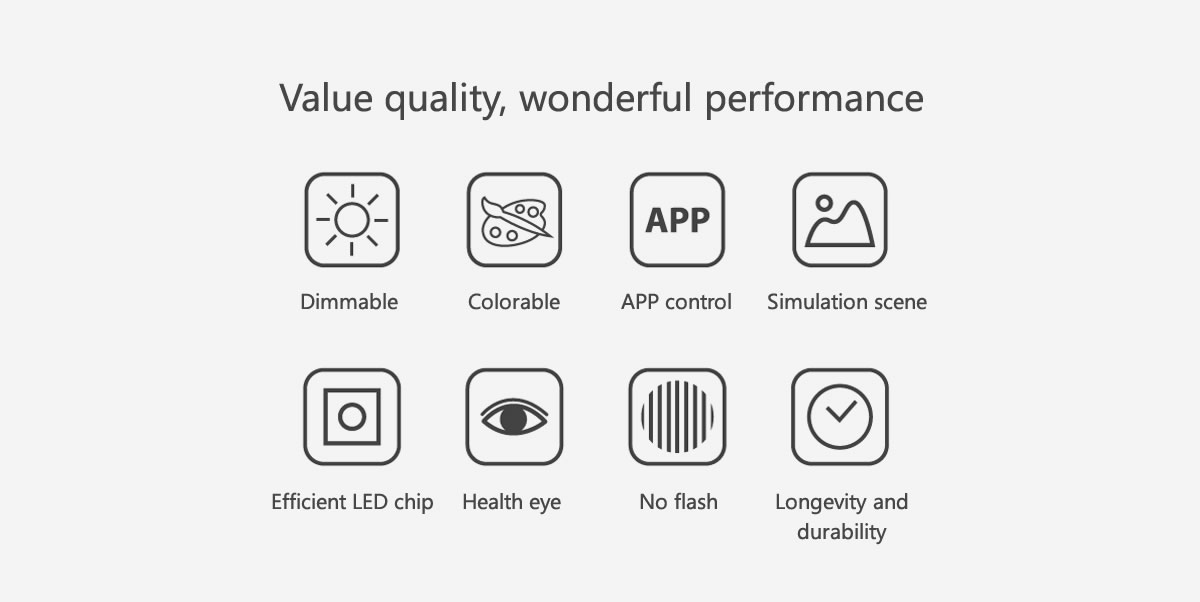 Value quality, wonderful performance
APP
Dimmable
Colorable
APP control
Simulation scene
Efficient LED chip
Health eye
No flash
Longevity and
durability